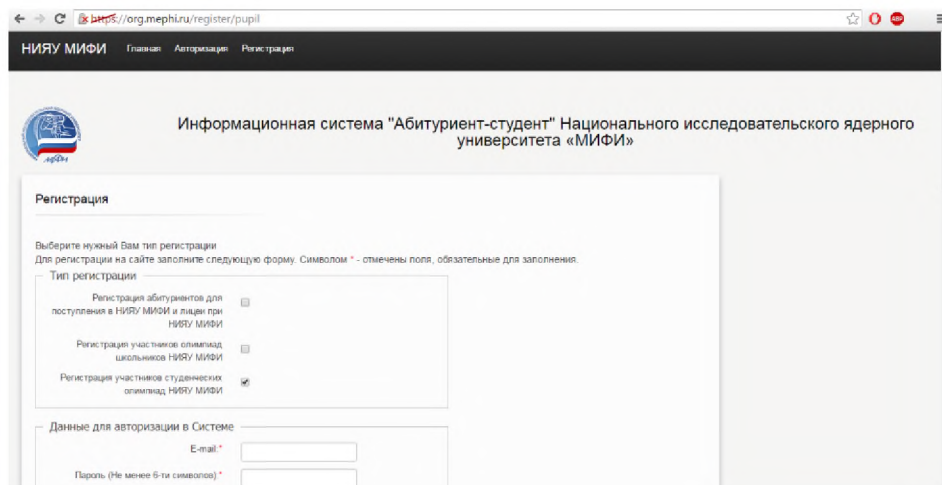 https://org.mephi.ru/register/pupil
ABP
НИЯУ МИФИ Главная Авторизация Регистрация
Информационная система "Абитуриент-студент" Национального исследовательского ядерного
университета «МИФИ»
МИФИ
Регистрация
Выберите нужный Вам тип регистрации
Для регистрации на сайте заполните следующую форму. Символом * - отмечены поля, обязательные для заполнения.
Тип регистрации
Регистрация абитуриентов для
поступления в НИЯУ МИФИ и лицеи при
НИЯУ МИФИ
Регистрация участников олимпиад
школьников НИЯУ МИФИ
Регистрация участников студенческих
олимпиад НИЯУ МИФИ
Данные для авторизации в Системе
E-mail:*
Пароль (Не менее 6-ти символов):*